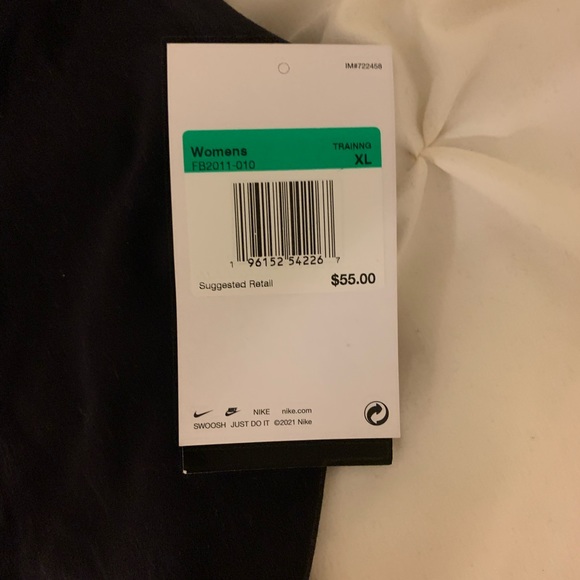 IM#722458
Womens TRAINNG
FB2011-010 XL
1 96152 54226 7
Suggested Retail $55.00
NIKE nike.com
SWOOSH JUST DO IT ©2021 Nike